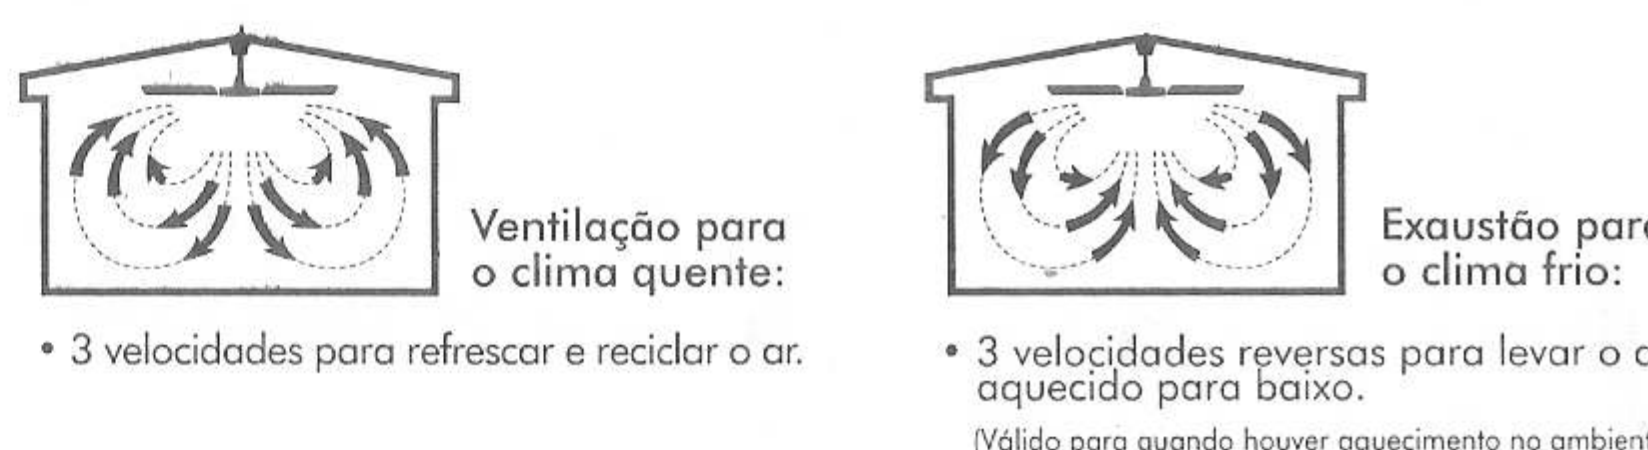 Ventilação para
o clima quente:
• 3 velocidades para refrescar e reciclar o ar.
Exaustão para
o clima frio:
• 3 velocidades reversas para levar o
aquecido para baixo.
(Válido para quando houver aquecimento no